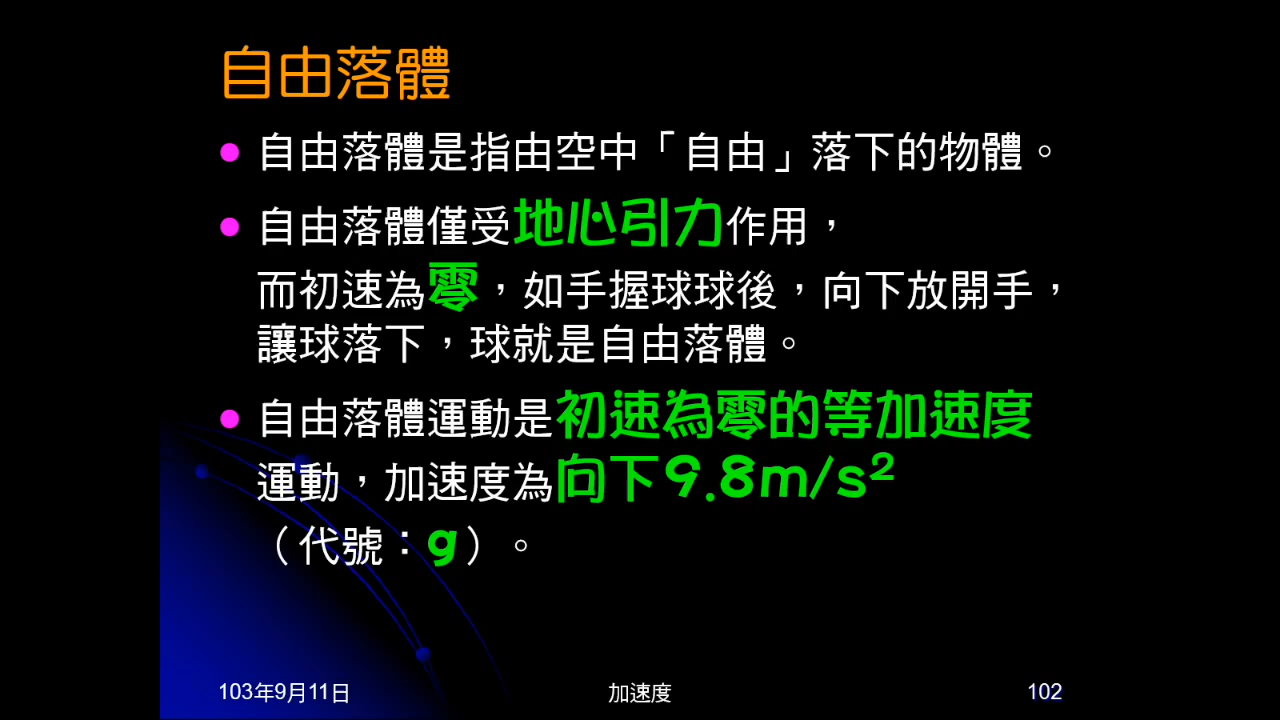 自由落體
自由落體是指由空中「自由」落下的物體。
自由落體僅受地心引力作用，
而初速為零，如手握球球後，向下放開手，
讓球落下，球就是自由落體。
自由落體運動是初速為零的等加速度
運動，加速度為向下9.8m/s²
（代號：g）。
103年9月11日
加速度
102